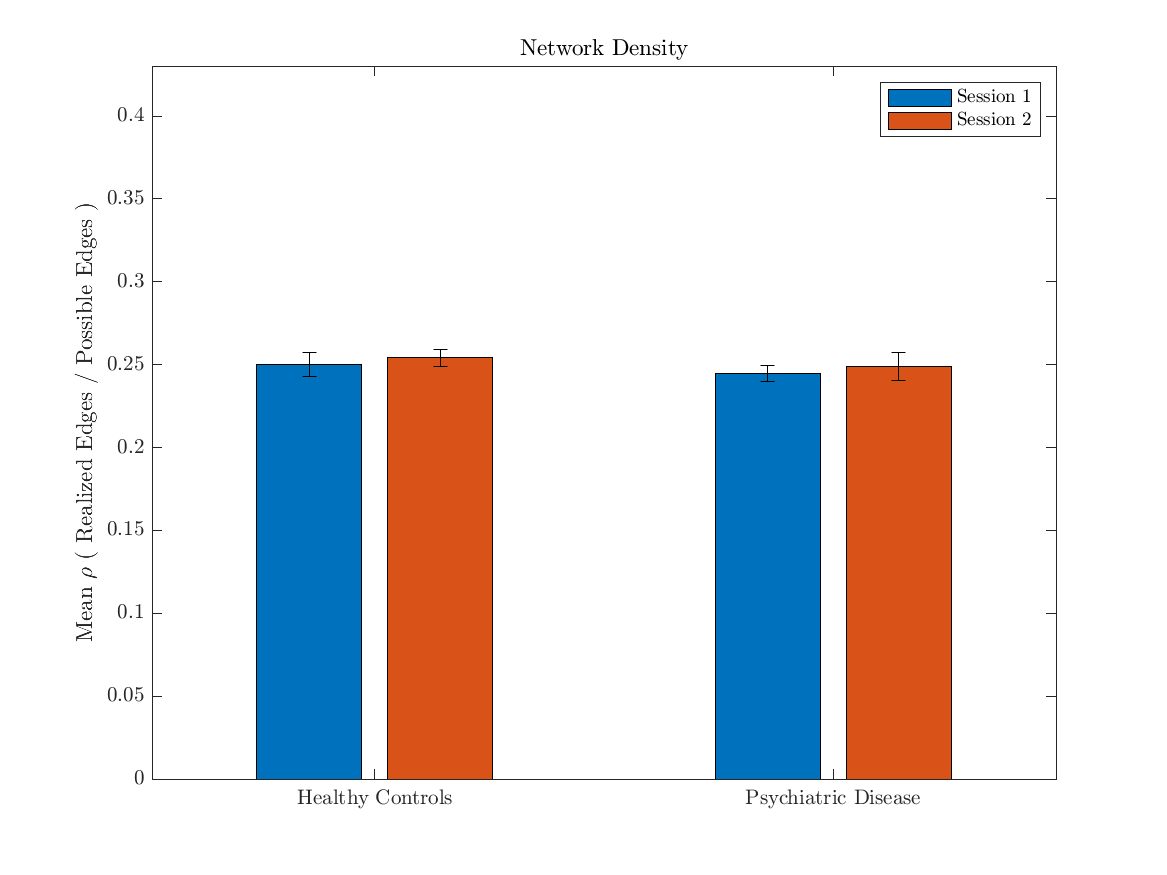 Network Density
Session 1
Session 2
Mean ρ ( Realized Edges / Possible Edges )
0.4
0.35
0.3
0.25
0.2
0.15
0.1
0.05
0
Healthy Controls
Psychiatric Disease